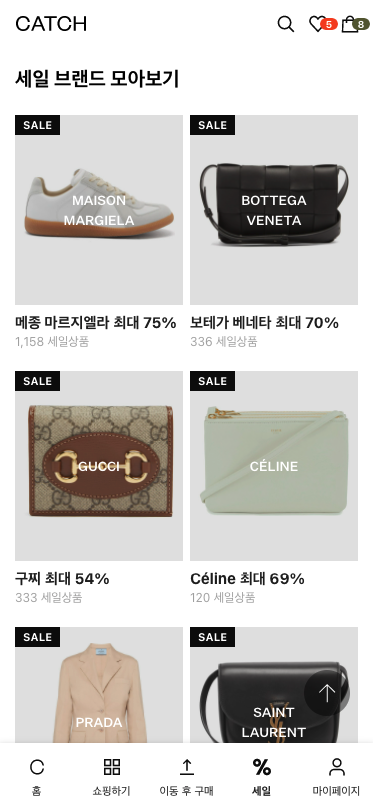 CATCH
5
8
세일 브랜드 모아보기
SALE
SALE
MAISON
MARGIELA
BOTTEGA
VENETA
메종 마르지엘라 최대 75%
보테가 베네타 최대 70%
1,158 세일상품
336 세일상품
SALE
SALE
GUCCI
CÉLINE
구찌 최대 54%
Céline 최대 69%
333 세일상품
120 세일상품
SALE
SALE
PRADA
SAINT
LAURENT
홈
쇼핑하기
이동 후 구매
세일
마이페이지